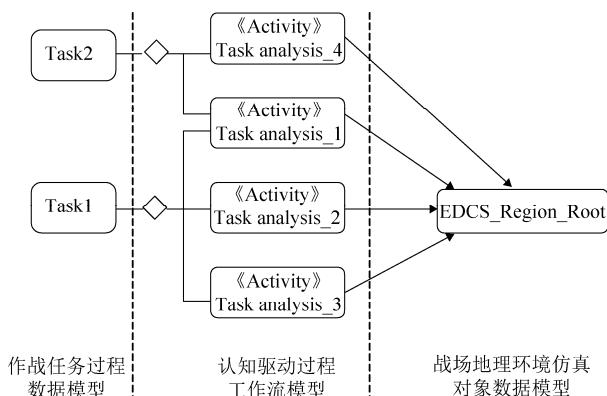 《Activity》
Task analysis_4
Task2
《Activity》
Task analysis_1
《Activity》
Task analysis_2
Task1
EDCS_Region_Root
《Activity》
Task analysis_3
作战任务过程
数据模型
认知驱动过程
工作流模型
战场地理环境仿真
对象数据模型